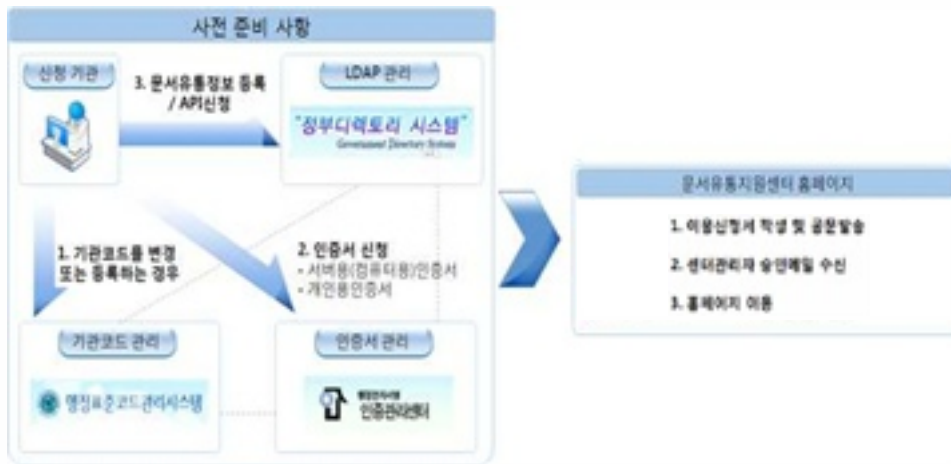 사전 준비 사항
신청 기관
3. 문서유통정보 등록
/ API신청
LDAP 관리
"정부디렉토리 시스템"
Government Directory System
1. 기관코드를 변경
또는 등록하는 경우
2. 인증서 신청
- 서버용(컴퓨터용)인증서
- 개인용인증서
기관코드 관리
행정표준코드관리시스템
인증서 관리
행정전자서명
인증관리센터
문서유통지원센터 홈페이지
1. 이용신청서 작성 및 공문발송
2. 센터관리자 승인메일 수신
3. 홈페이지 이용